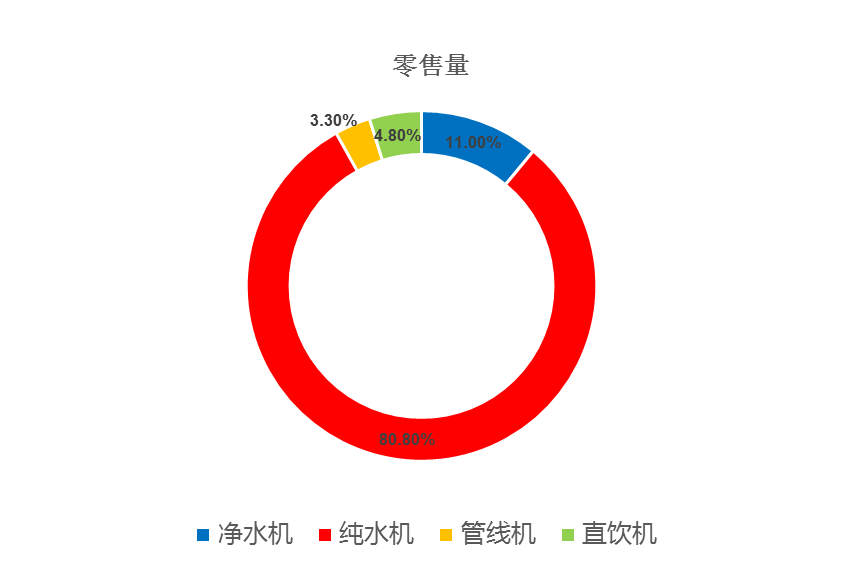 零售量
3.30%
4.80%
11.00%
80.80%
净水机 纯水机 管线机 直饮机